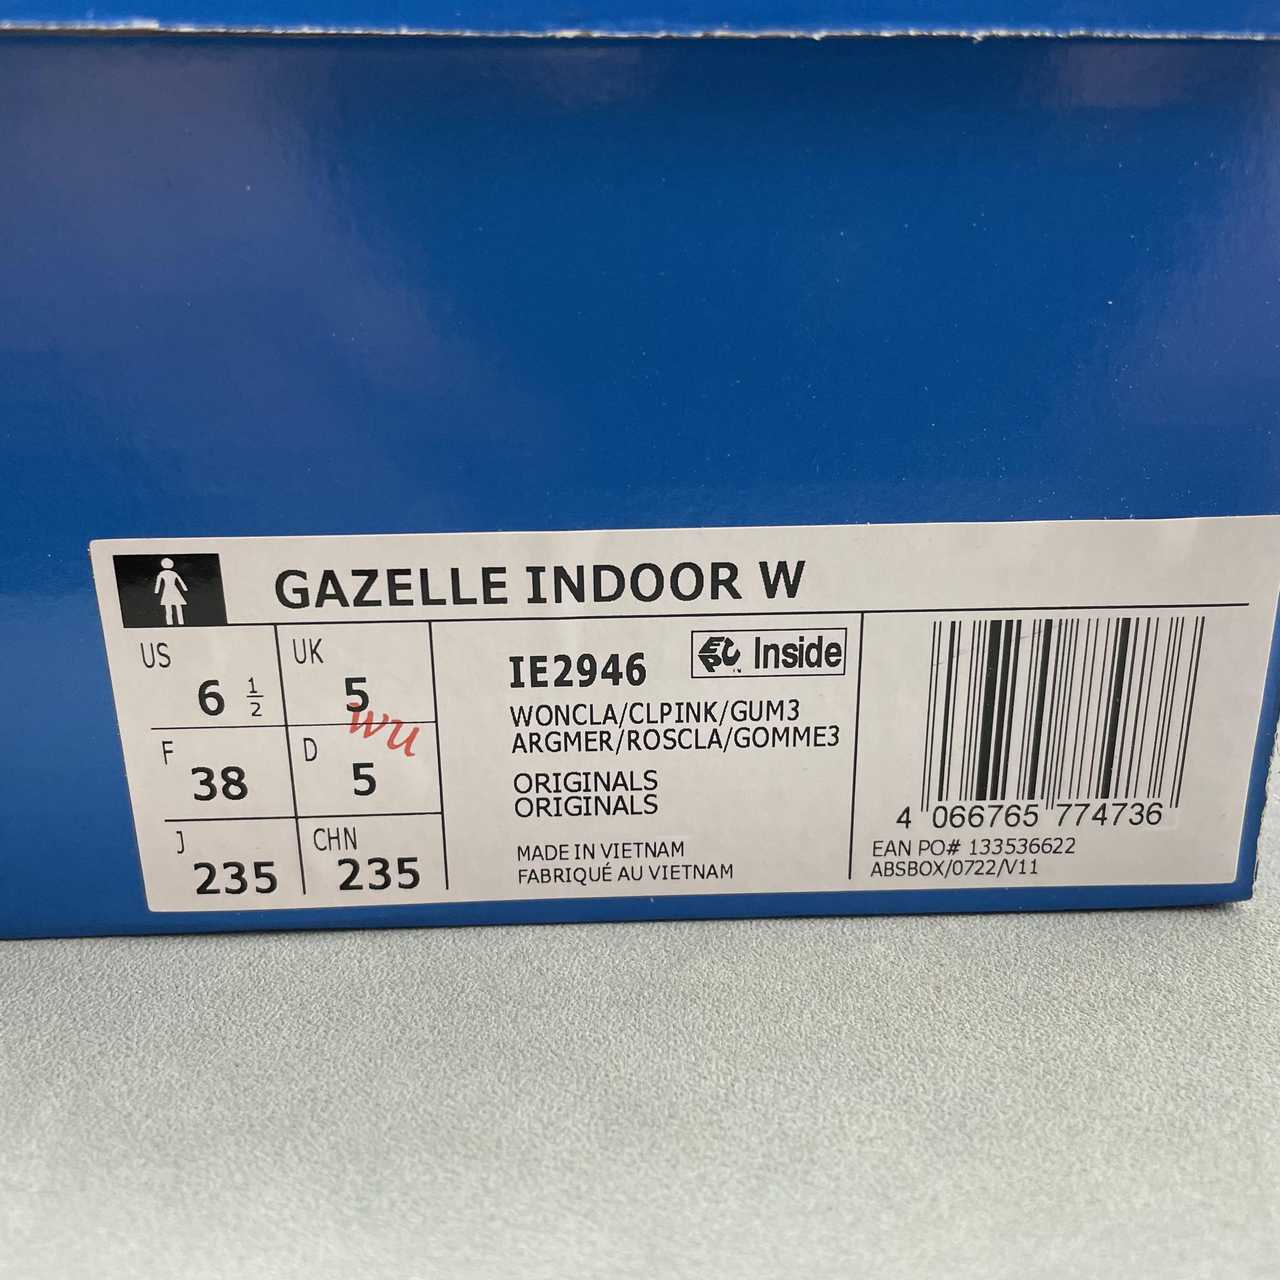 GAZELLE INDOOR W
US
6 1/2
UK
5
wu
F
38
D
5
J
235
CHN
235
IE2946
EPC Inside
WONCLA/CLPINK/GUM3
ARGMER/ROSCLA/GOMME3
ORIGINALS
ORIGINALS
MADE IN VIETNAM
FABRIQUÉ AU VIETNAM
4 066765 774736
EAN PO# 133536622
ABSBOX/0722/V11